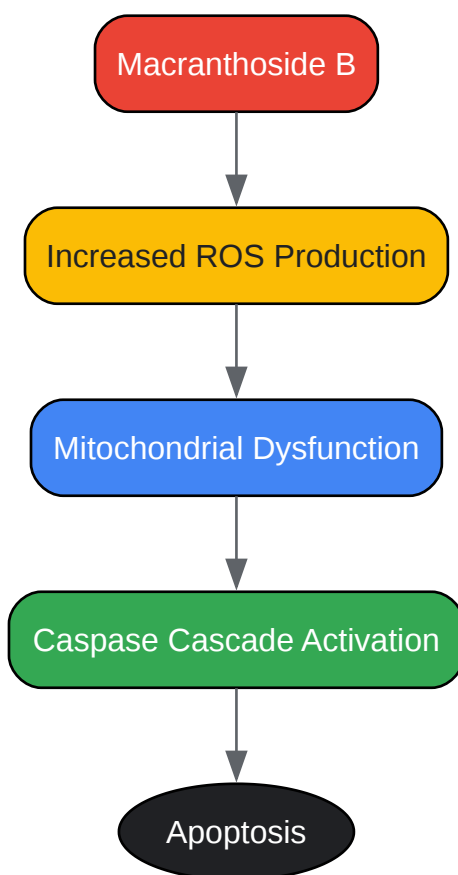 Macranthoside B
Increased ROS Production
Mitochondrial Dysfunction
Caspase Cascade Activation
Apoptosis